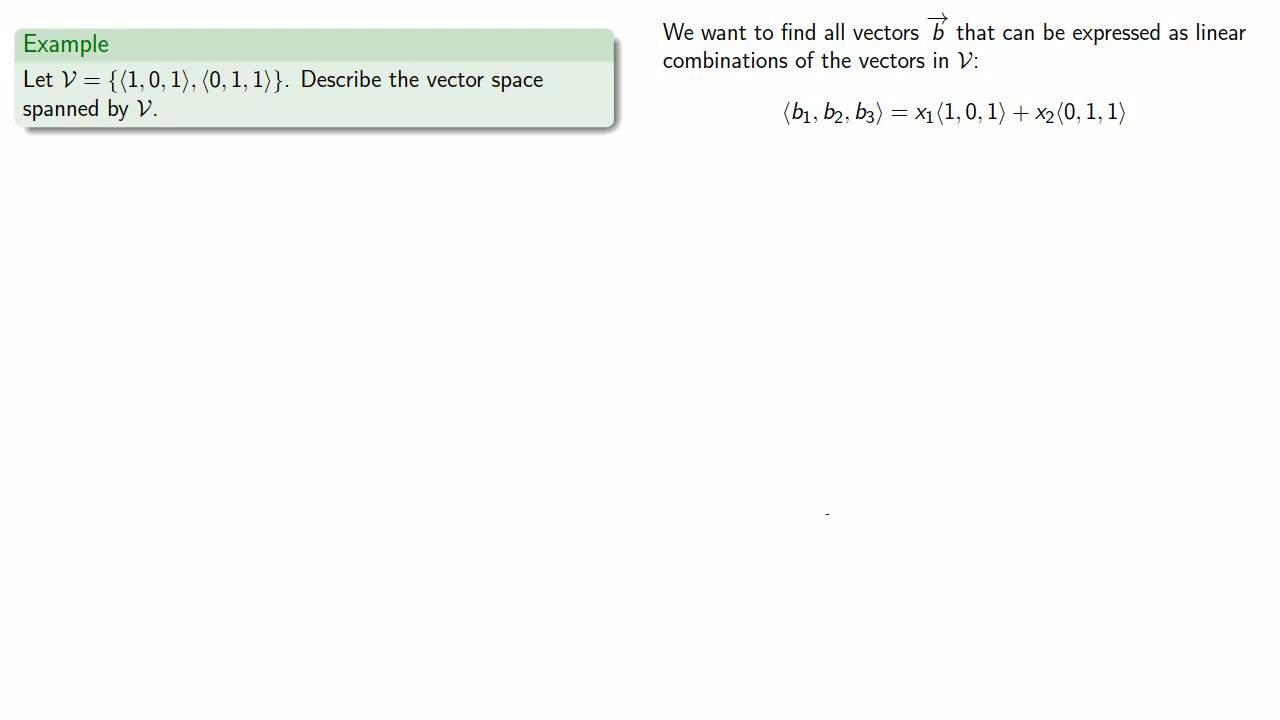 Example
Let 𝒱 = {⟨1, 0, 1⟩, ⟨0, 1, 1⟩}. Describe the vector space
spanned by 𝒱.
We want to find all vectors b⃗ that can be expressed as linear
combinations of the vectors in 𝒱:
⟨b₁, b₂, b₃⟩ = x₁⟨1, 0, 1⟩ + x₂⟨0, 1, 1⟩